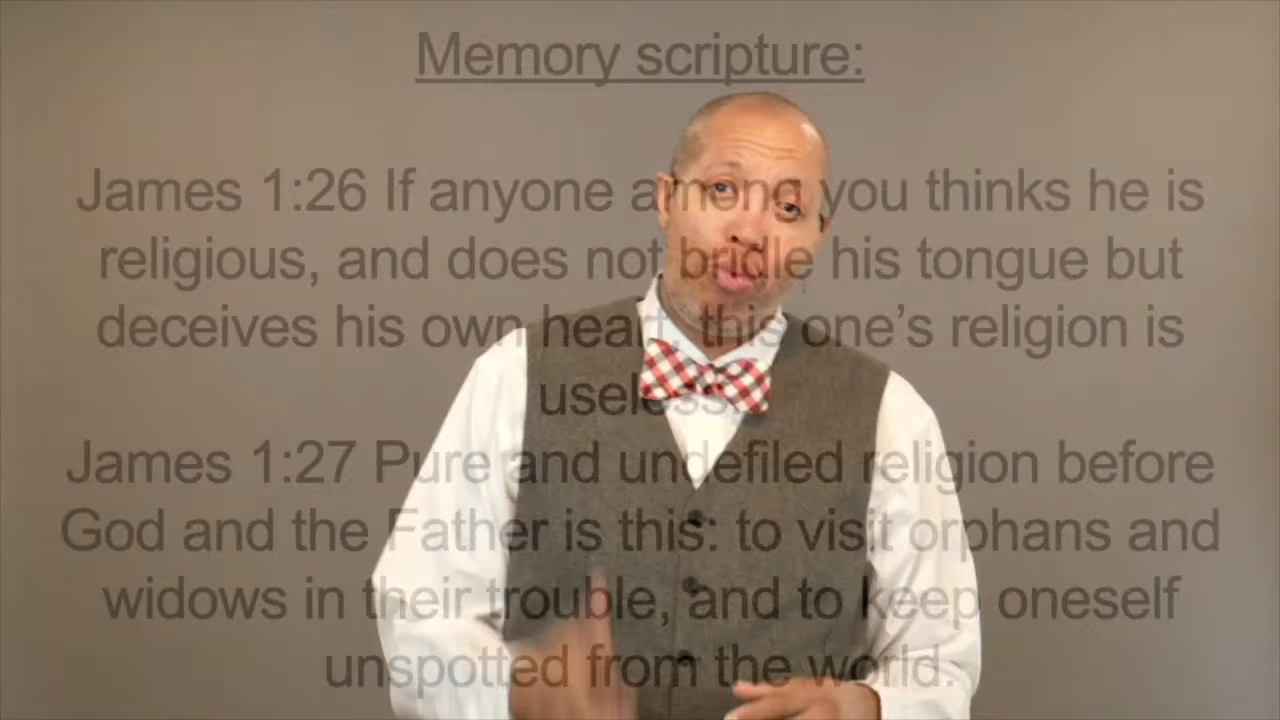 Memory scripture:
James 1:26 If anyone among you thinks he is
religious, and does not bridle his tongue but
deceives his own heart, this one’s religion is
useless.
James 1:27 Pure and undefiled religion before
God and the Father is this: to visit orphans and
widows in their trouble, and to keep oneself
unspotted from the world.